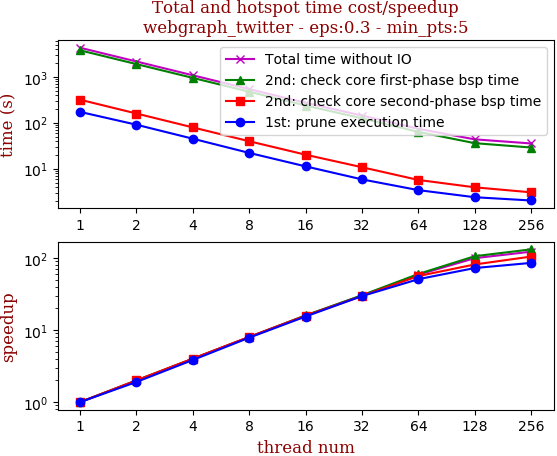 Total and hotspot time cost/speedup
webgraph_twitter - eps:0.3 - min_pts:5
time (s)
10³
10²
10¹
Total time without IO
2nd: check core first-phase bsp time
2nd: check core second-phase bsp time
1st: prune execution time
1 2 4 8 16 32 64 128 256
speedup
10²
10¹
10⁰
1 2 4 8 16 32 64 128 256
thread num